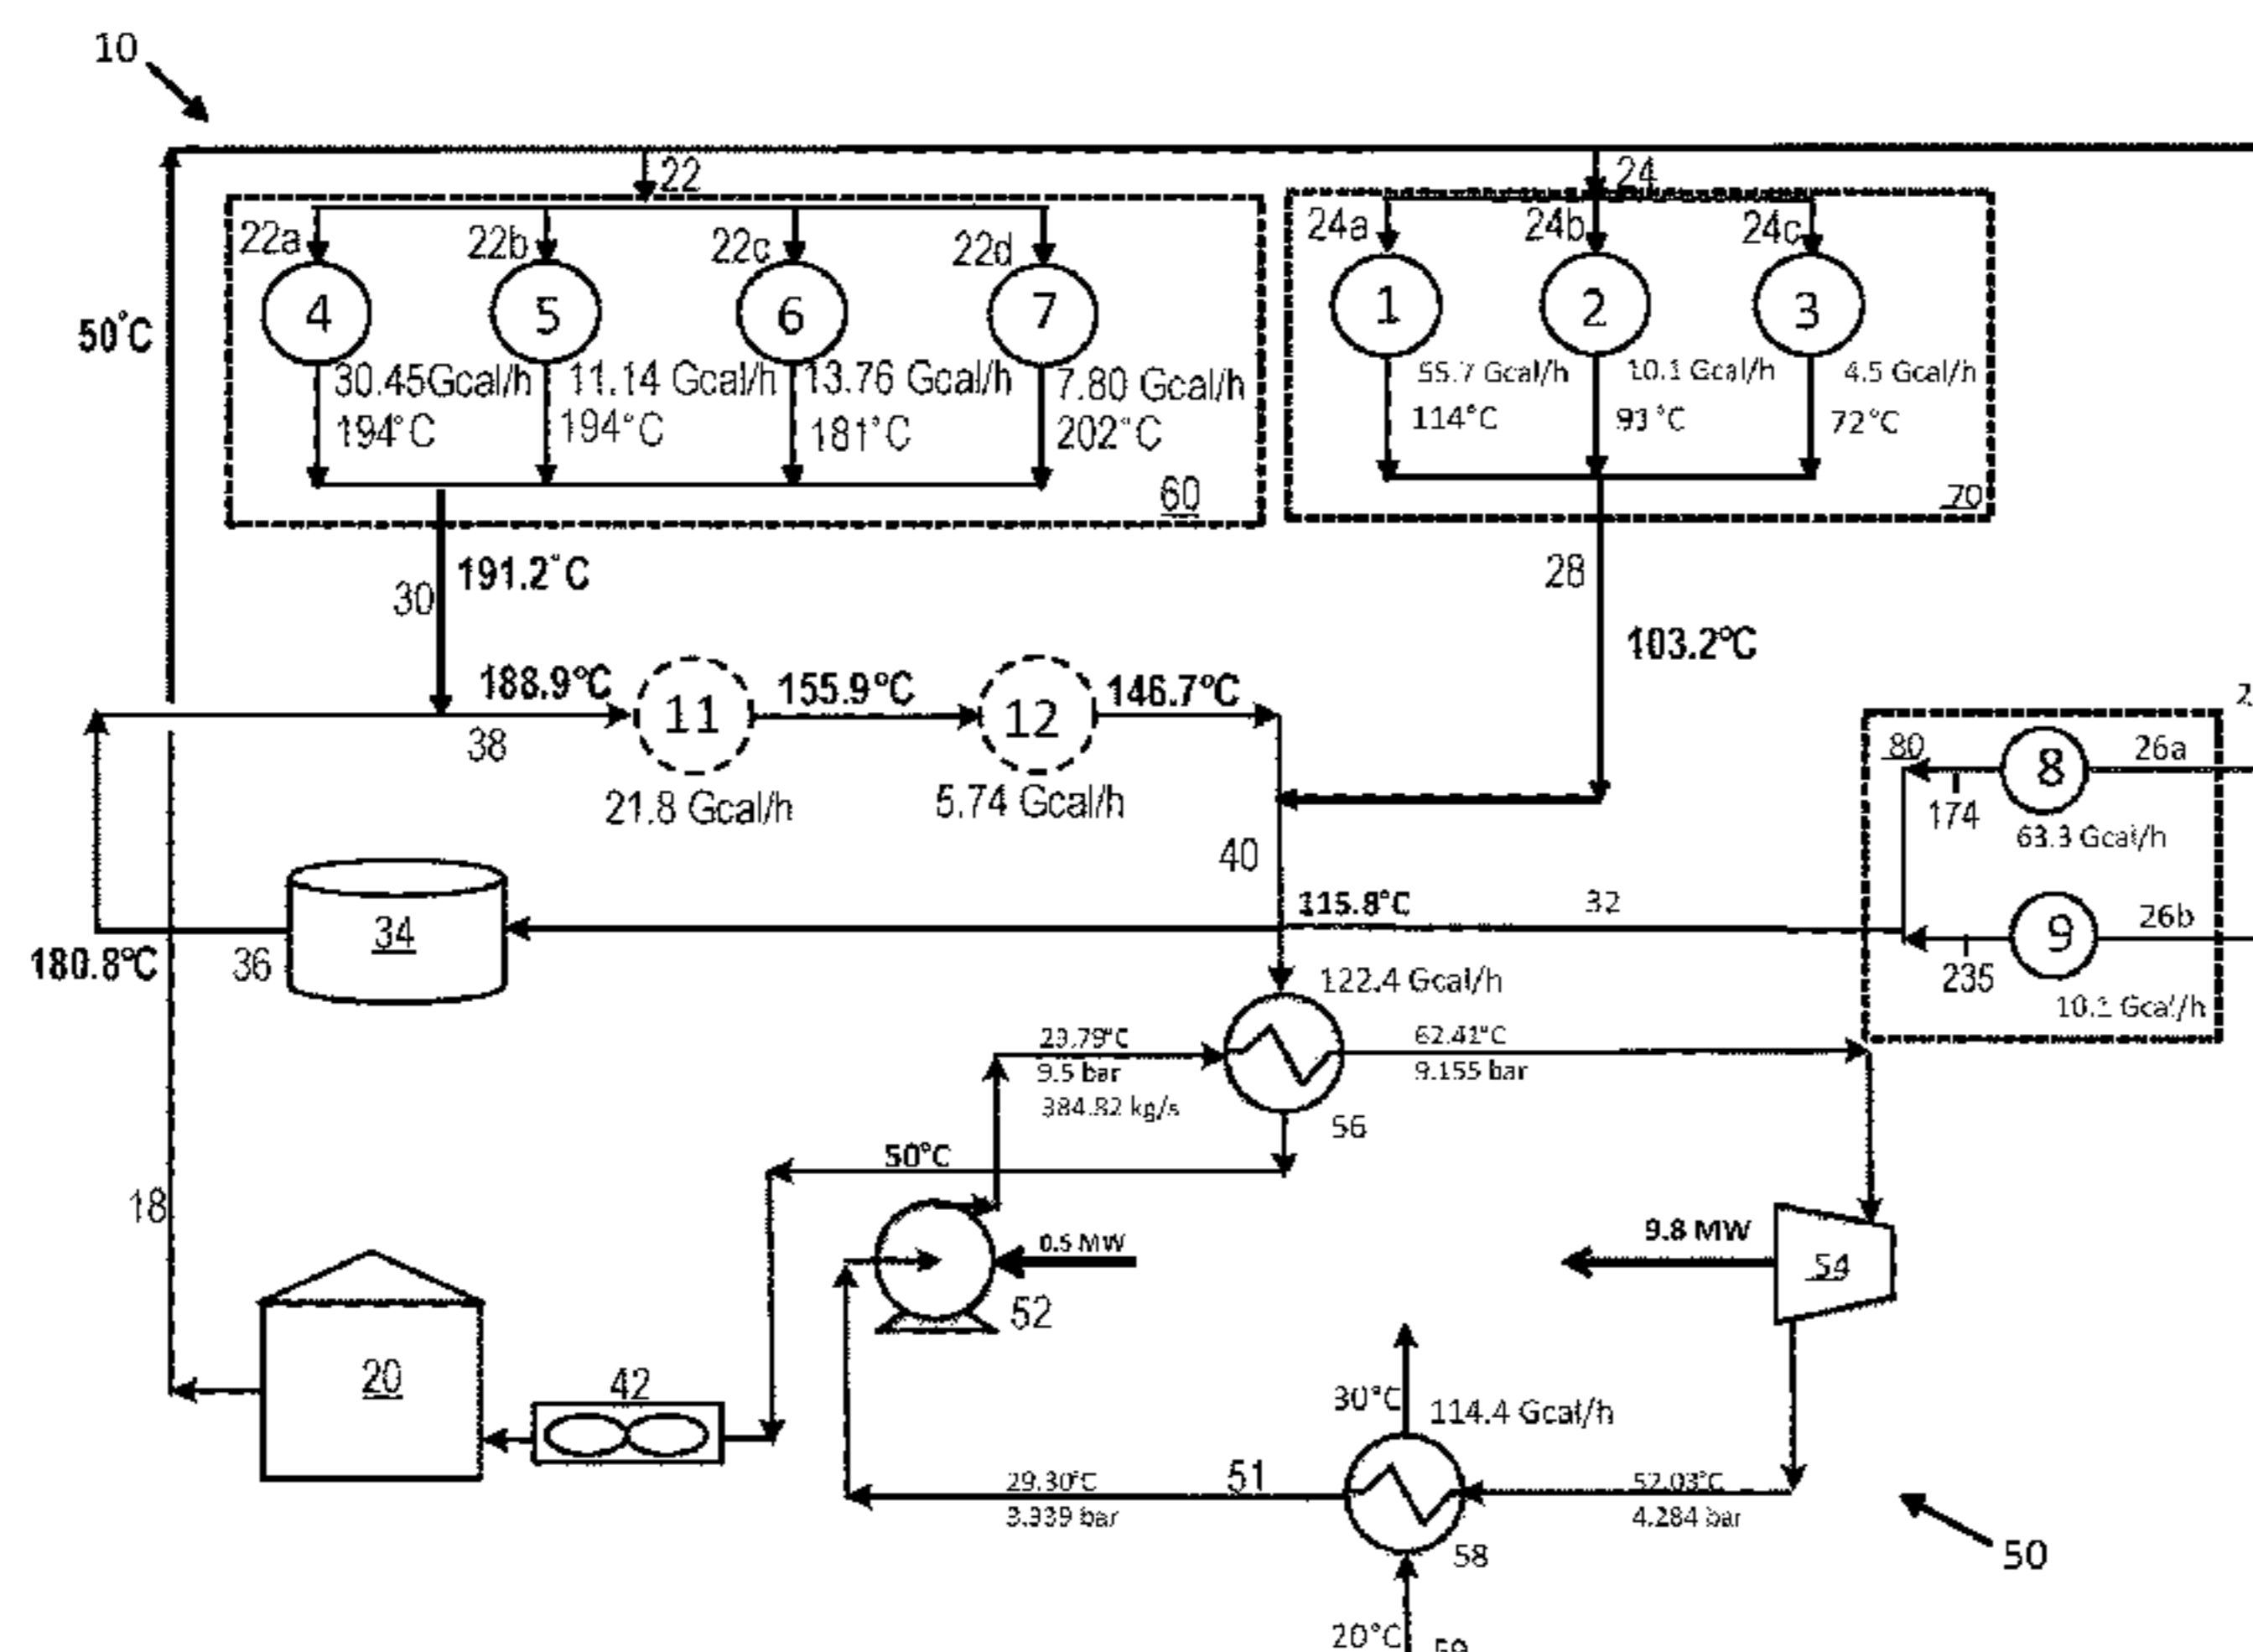 10
22
24
22a
22b
22c
22d
24a
24b
24c
4
5
6
7
1
2
3
50°C
30.45Gcal/h
11.14 Gcal/h
13.76 Gcal/h
7.80 Gcal/h
55.7 Gcal/h
10.1 Gcal/h
4.5 Gcal/h
194°C
194°C
181°C
202°C
114°C
93°C
72°C
60
70
191.2°C
30
28
103.2°C
188.9°C
11
155.9°C
12
146.7°C
38
21.8 Gcal/h
5.74 Gcal/h
80
8
26a
174
63.3 Gcal/h
40
115.8°C
32
9
26b
235
10.1 Gcal/h
34
180.8°C
36
122.4 Gcal/h
62.41°C
9.155 bar
9.5 bar
384.82 kg/s
56
50°C
18
0.5 MW
52
9.8 MW
54
20
42
30°C
114.4 Gcal/h
29.30°C
51
52.03°C
4.284 bar
58
50
20°C